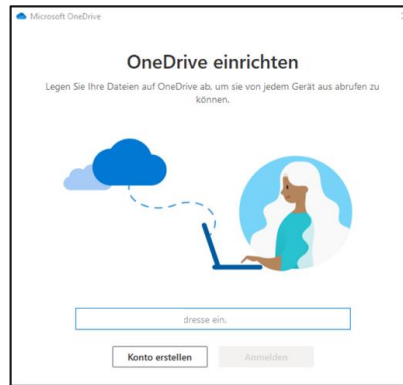 Microsoft OneDrive
OneDrive einrichten
Legen Sie Ihre Dateien auf OneDrive ab, um sie von jedem Gerät aus abrufen zu
können.
dresse ein.
Konto erstellen
Anmelden